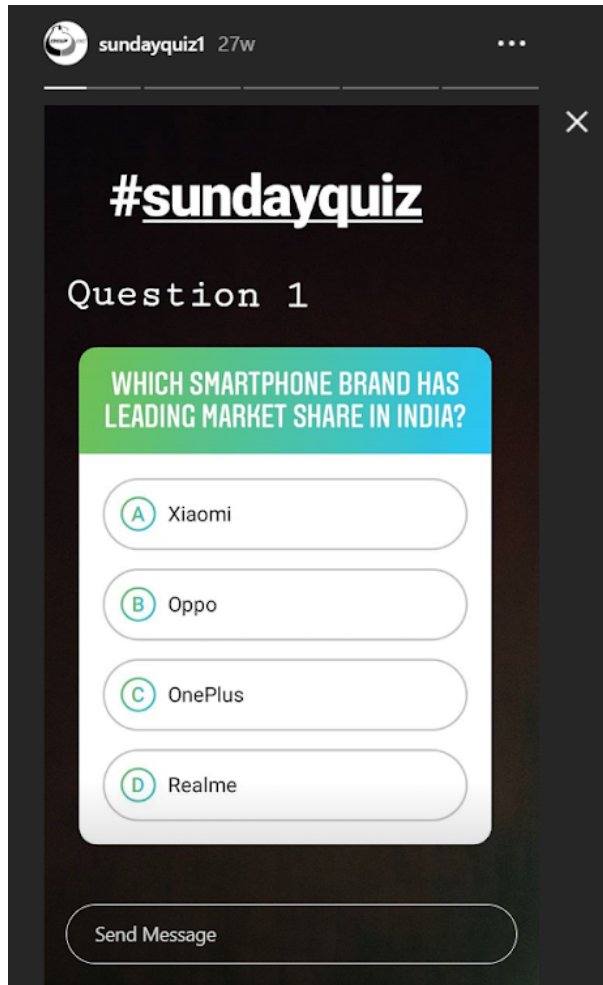 sundayquiz1 27w
#sundayquiz
Question 1
WHICH SMARTPHONE BRAND HAS
LEADING MARKET SHARE IN INDIA?
A Xiaomi
B Oppo
C OnePlus
D Realme
Send Message